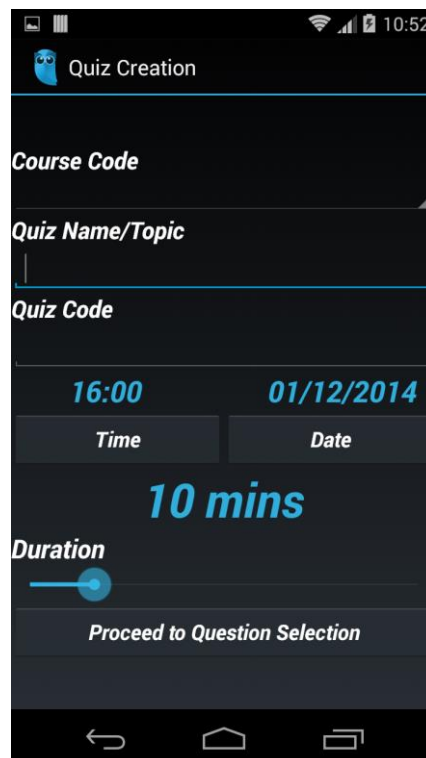 10:52
Quiz Creation
Course Code
Quiz Name/Topic
Quiz Code
16:00 01/12/2014
Time Date
10 mins
Duration
Proceed to Question Selection